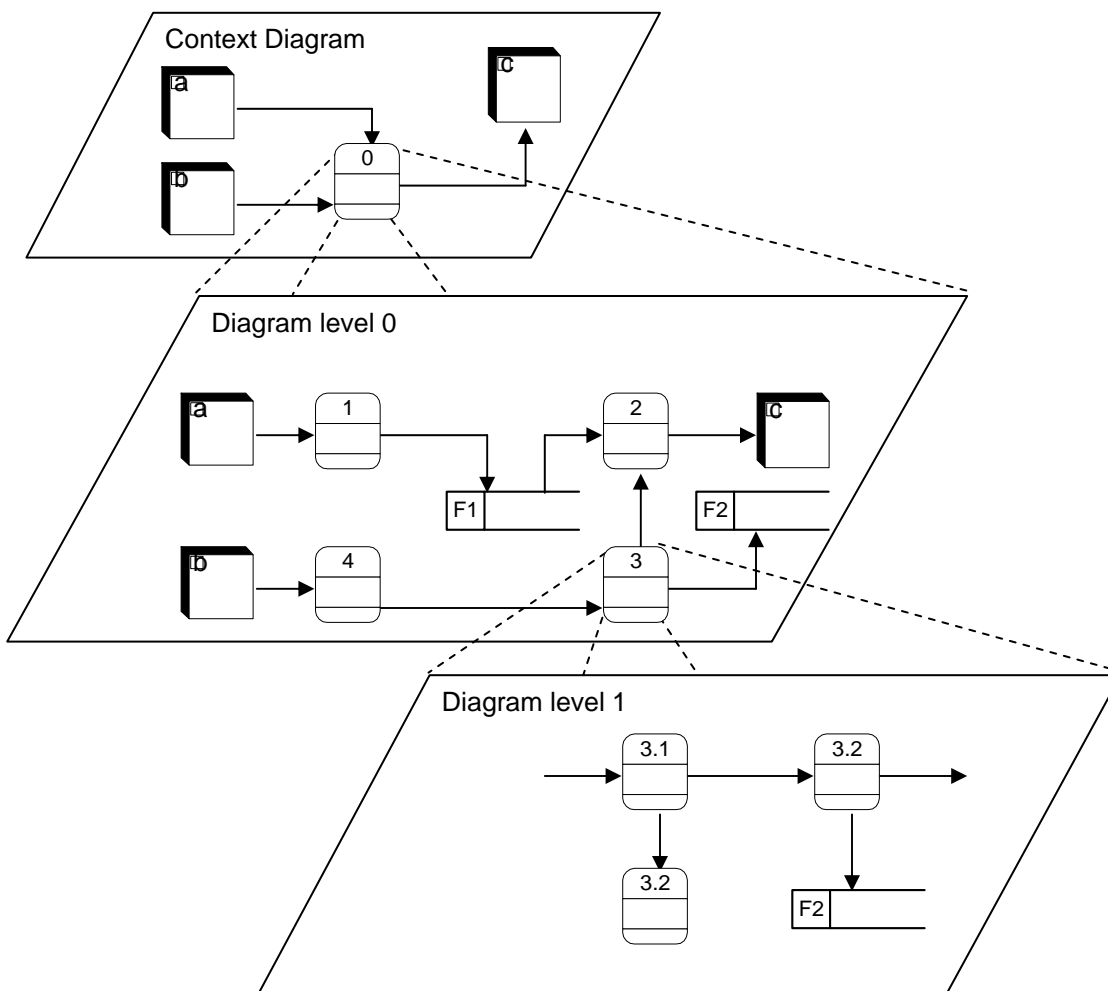 Context Diagram
a
c
0
b
Diagram level 0
a
1
2
c
F1
F2
b
4
3
Diagram level 1
3.1
3.2
3.2
F2